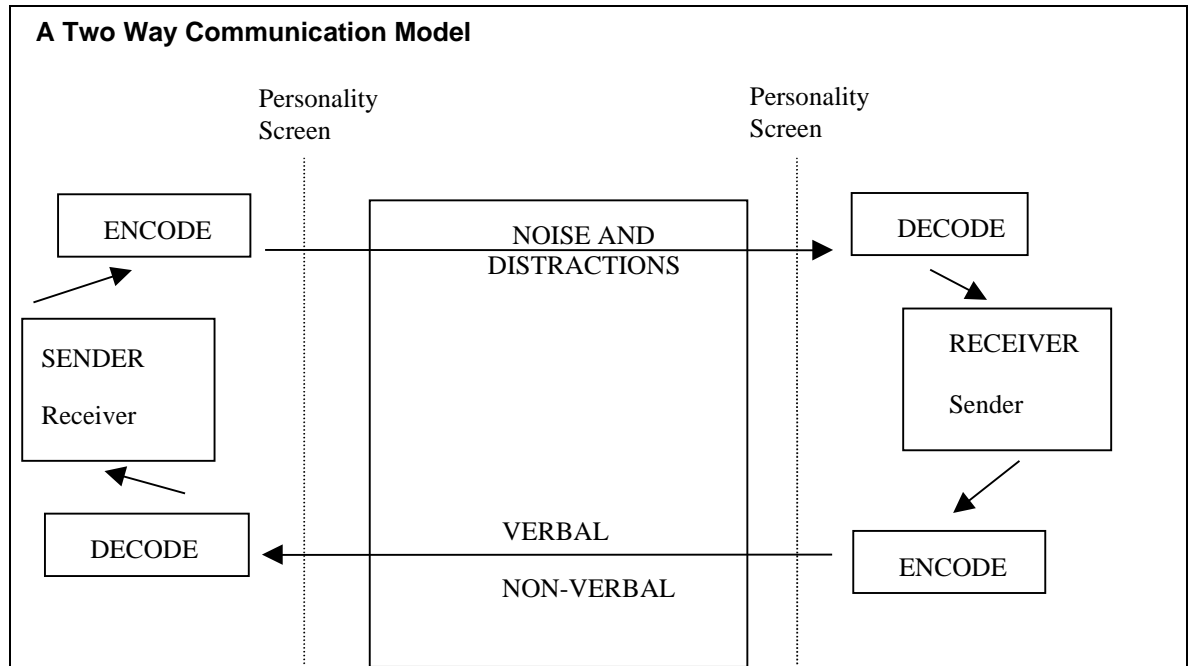 A Two Way Communication Model
Personality
Screen
Personality
Screen
ENCODE
NOISE AND
DISTRACTIONS
DECODE
SENDER
Receiver
RECEIVER
Sender
DECODE
VERBAL
NON-VERBAL
ENCODE